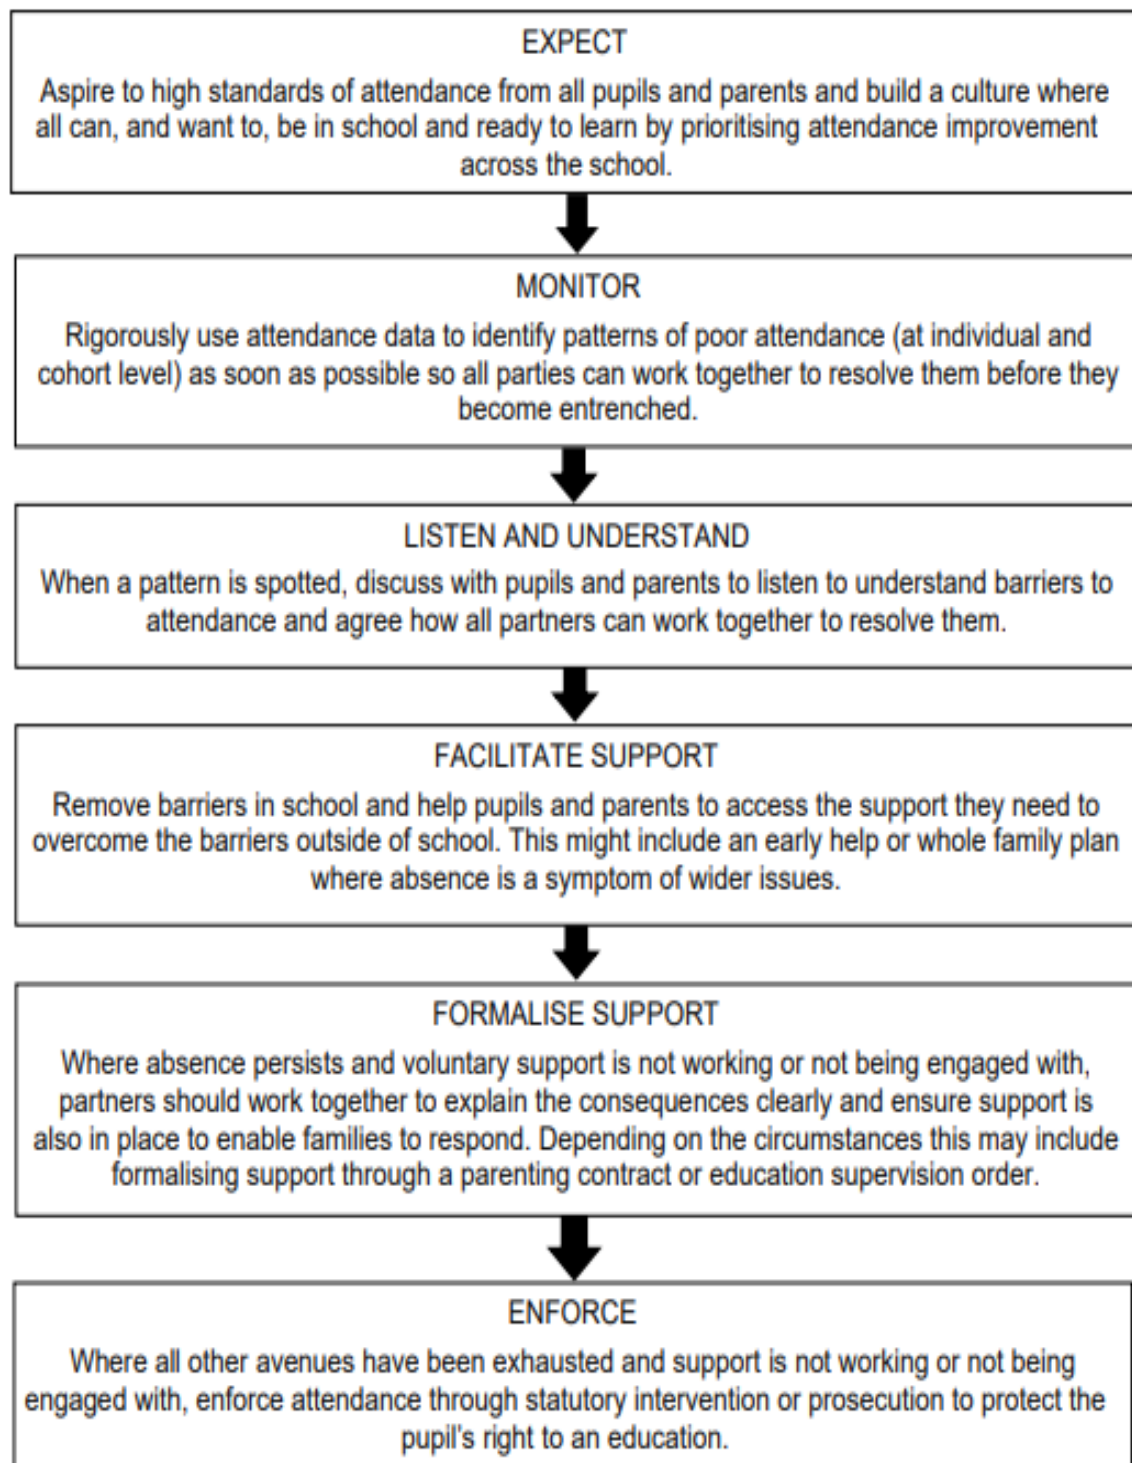 EXPECT
Aspire to high standards of attendance from all pupils and parents and build a culture where
all can, and want to, be in school and ready to learn by prioritising attendance improvement
across the school.
MONITOR
Rigorously use attendance data to identify patterns of poor attendance (at individual and
cohort level) as soon as possible so all parties can work together to resolve them before they
become entrenched.
LISTEN AND UNDERSTAND
When a pattern is spotted, discuss with pupils and parents to listen to understand barriers to
attendance and agree how all partners can work together to resolve them.
FACILITATE SUPPORT
Remove barriers in school and help pupils and parents to access the support they need to
overcome the barriers outside of school. This might include an early help or whole family plan
where absence is a symptom of wider issues.
FORMALISE SUPPORT
Where absence persists and voluntary support is not working or not being engaged with,
partners should work together to explain the consequences clearly and ensure support is
also in place to enable families to respond. Depending on the circumstances this may include
formalising support through a parenting contract or education supervision order.
ENFORCE
Where all other avenues have been exhausted and support is not working or not being
engaged with, enforce attendance through statutory intervention or prosecution to protect the
pupil's right to an education.